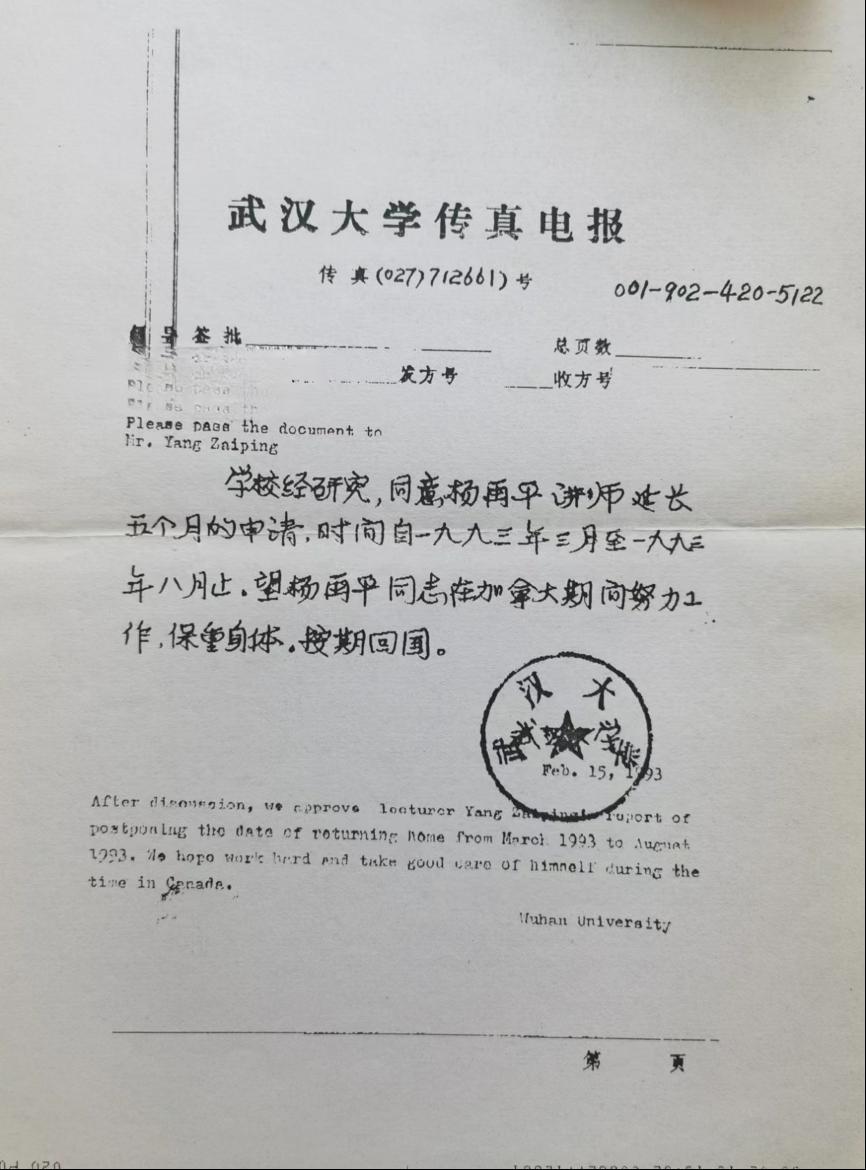 武汉大学传真电报
传真(027)712661)号
001-902-420-5122
签批
总页数
发方号
收方号
Please pass the document to
Mr. Yang Zaiping
学校经研究,同意杨再平讲师延长
五个月的申请,时间自一九九三年三月至一九九三
年八月止.望杨再平同志在加拿大期间努力工
作,保重身体.按期回国。
武汉大学
Feb. 15, 1993
After discussion, we approve lecturer Yang Zaiping's report of
postponing the date of returning home from March 1993 to August
1993. We hope work hard and take good care of himself during the
time in Canada.
Wuhan University
第 页